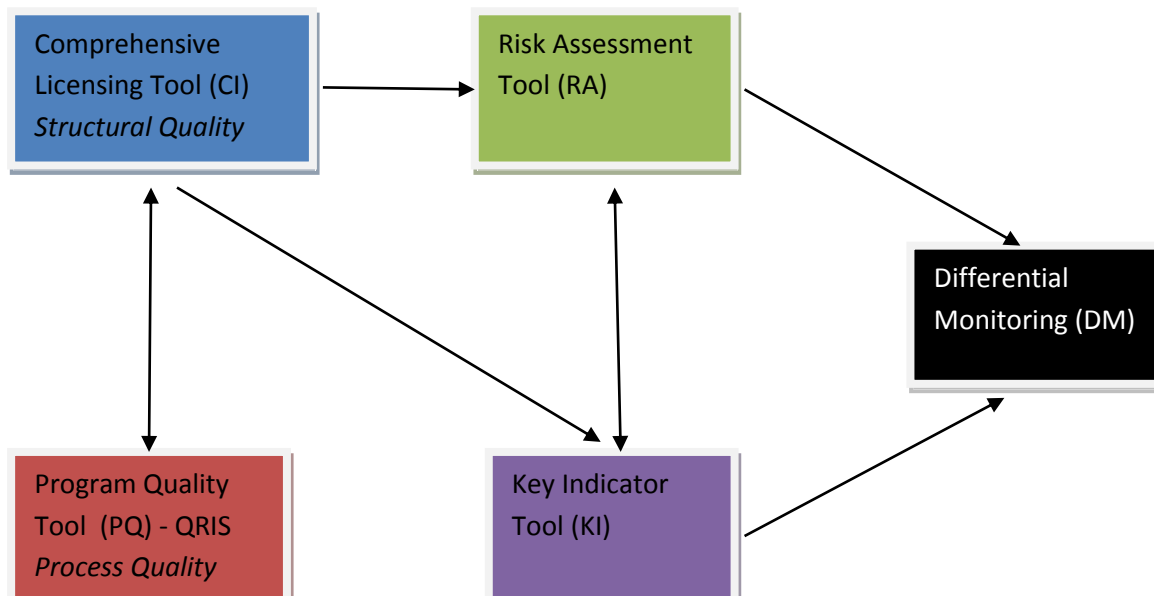 Comprehensive
Licensing Tool (CI)
Structural Quality
Risk Assessment
Tool (RA)
Differential
Monitoring (DM)
Program Quality
Tool  (PQ) - QRIS
Process Quality
Key Indicator
Tool (KI)